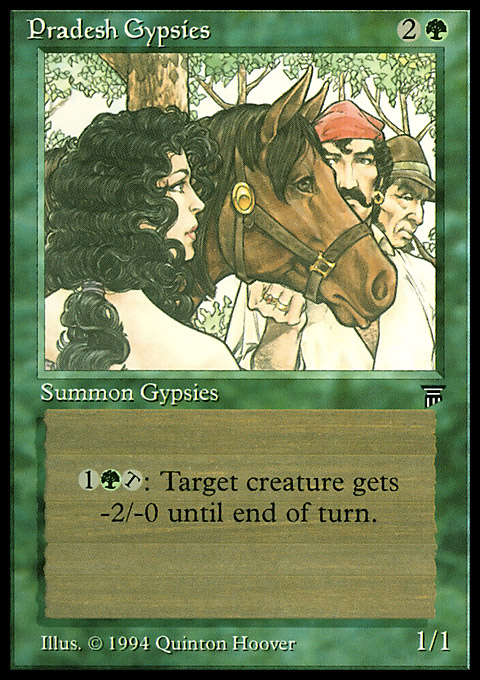 Pradesh Gypsies 2
Summon Gypsies
1 T: Target creature gets
-2/-0 until end of turn.
Illus. © 1994 Quinton Hoover 1/1